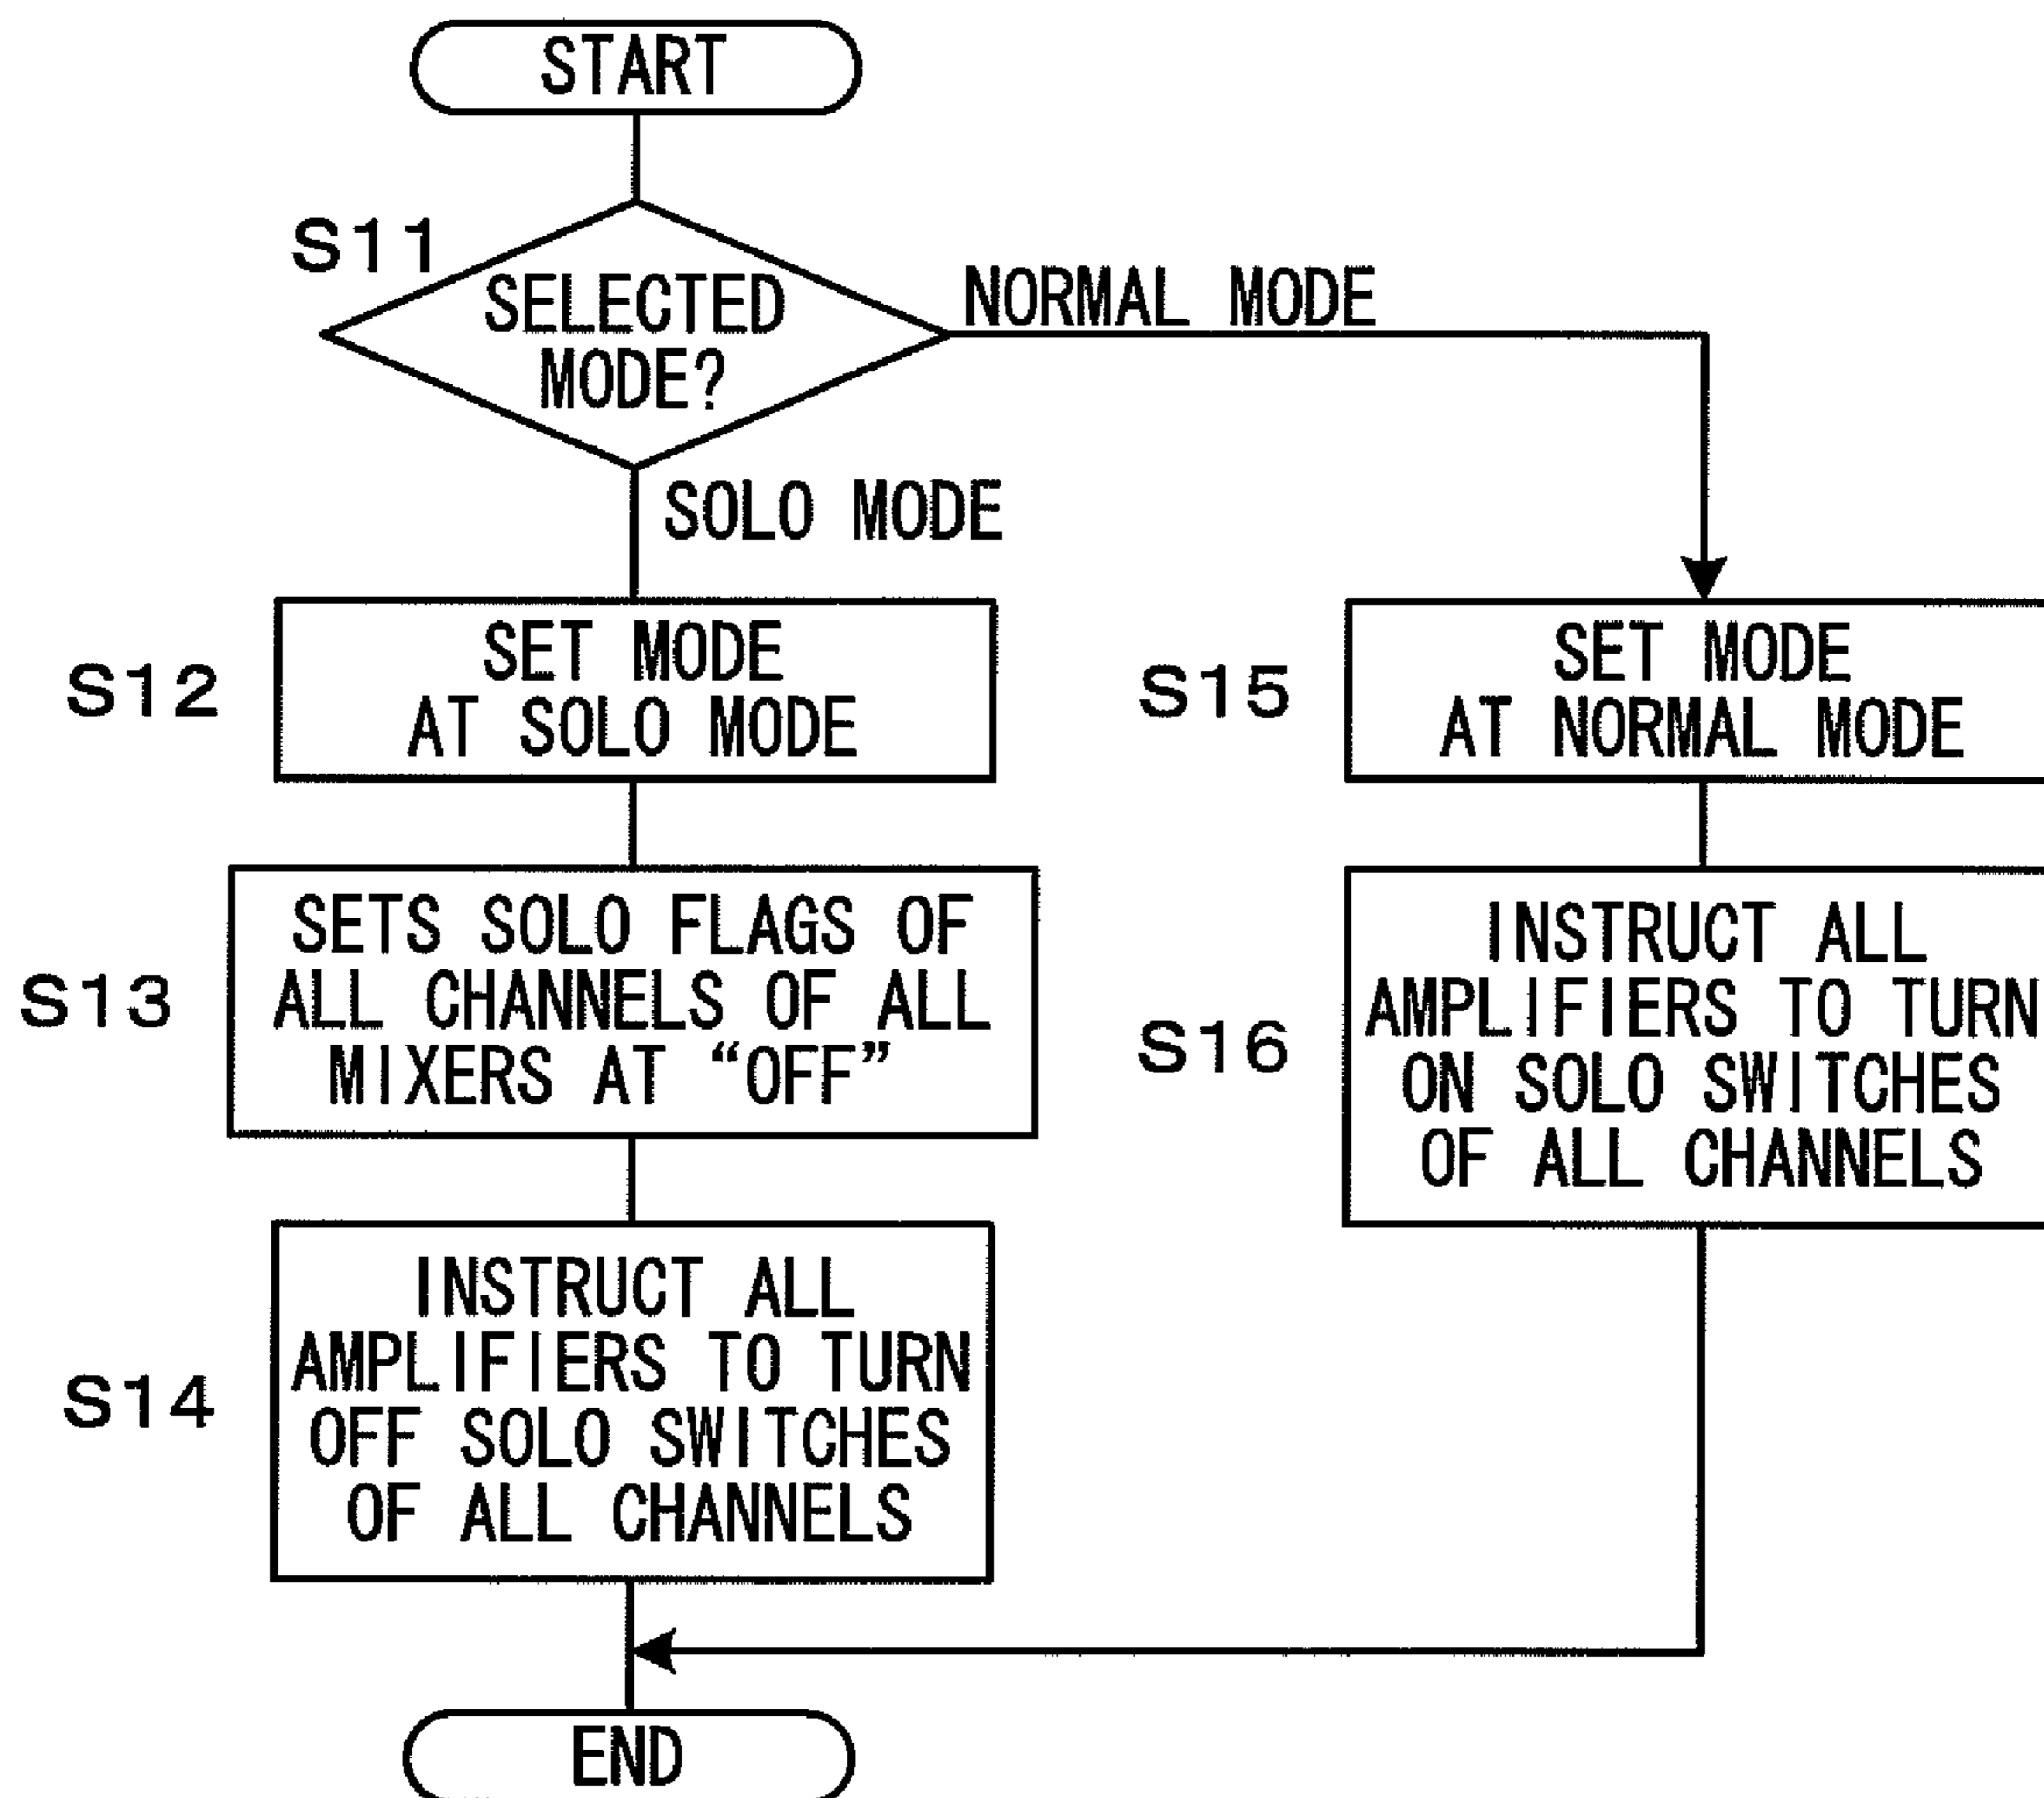 START
S11
SELECTED
MODE?
NORMAL MODE
SOLO MODE
S12
SET MODE
AT SOLO MODE
S13
SETS SOLO FLAGS OF
ALL CHANNELS OF ALL
MIXERS AT “OFF”
S14
INSTRUCT ALL
AMPLIFIERS TO TURN
OFF SOLO SWITCHES
OF ALL CHANNELS
S15
SET MODE
AT NORMAL MODE
S16
INSTRUCT ALL
AMPLIFIERS TO TURN
ON SOLO SWITCHES
OF ALL CHANNELS
END